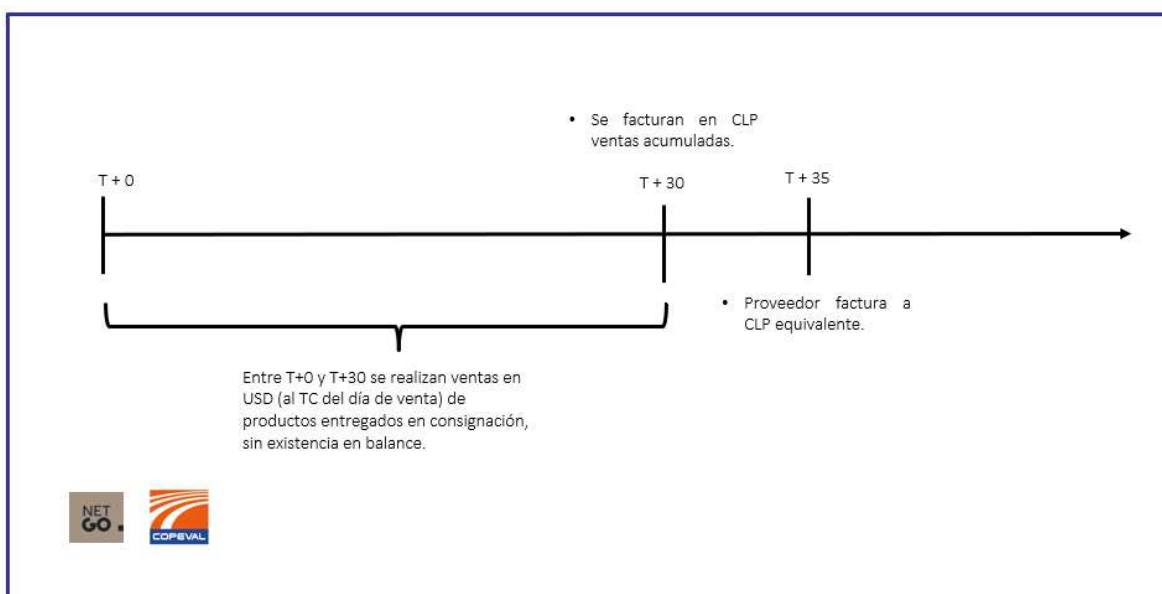 • Se facturan en CLP
ventas acumuladas.
T + 0
T + 30
T + 35
• Proveedor factura a
CLP equivalente.
Entre T+0 y T+30 se realizan ventas en
USD (al TC del día de venta) de
productos entregados en consignación,
sin existencia en balance.
NET
GO.
COPEVAL